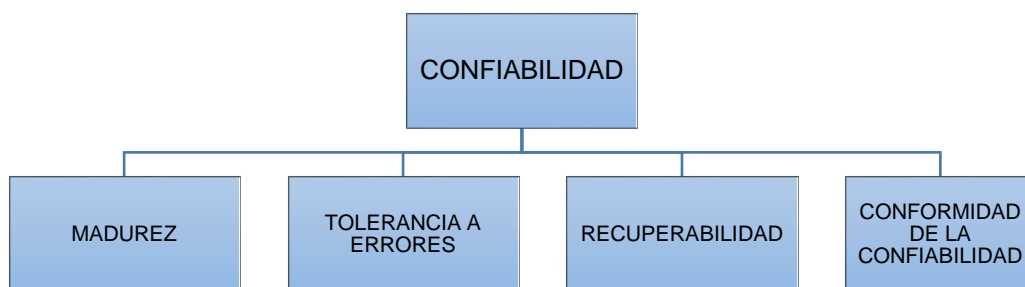 CONFIABILIDAD
MADUREZ
TOLERANCIA A
ERRORES
RECUPERABILIDAD
CONFORMIDAD
DE LA
CONFIABILIDAD